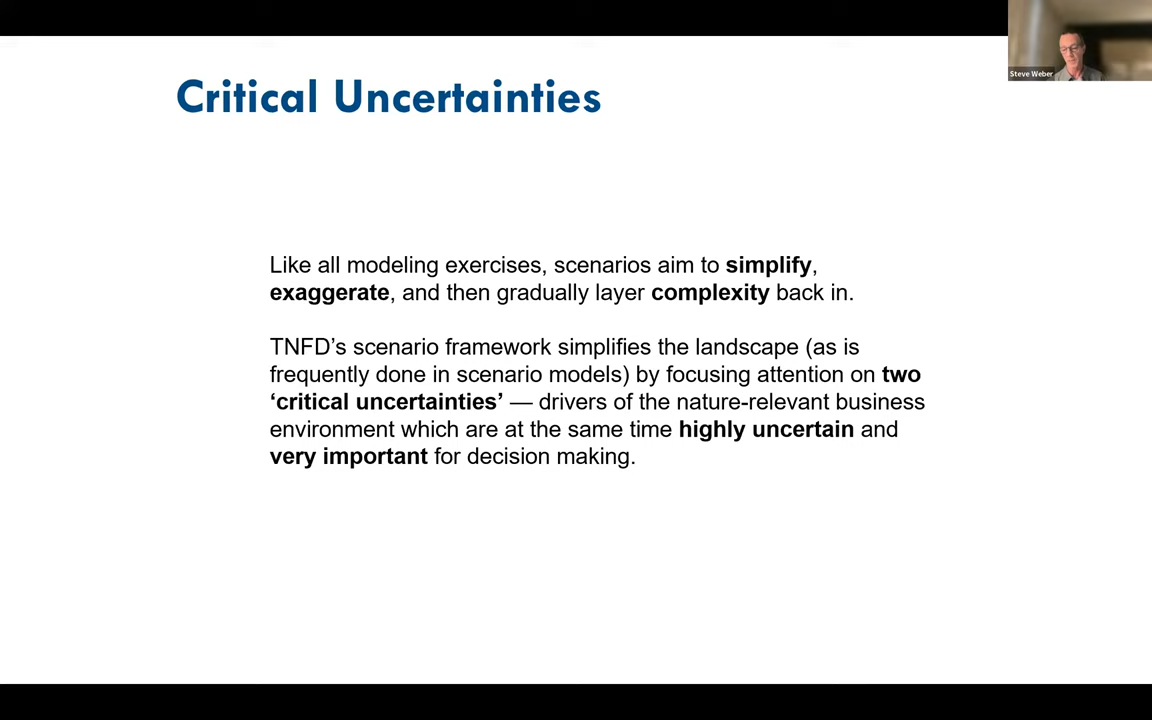 Steve Weber
Critical Uncertainties
Like all modeling exercises, scenarios aim to simplify,
exaggerate, and then gradually layer complexity back in.
TNFD’s scenario framework simplifies the landscape (as is
frequently done in scenario models) by focusing attention on two
‘critical uncertainties’ — drivers of the nature-relevant business
environment which are at the same time highly uncertain and
very important for decision making.